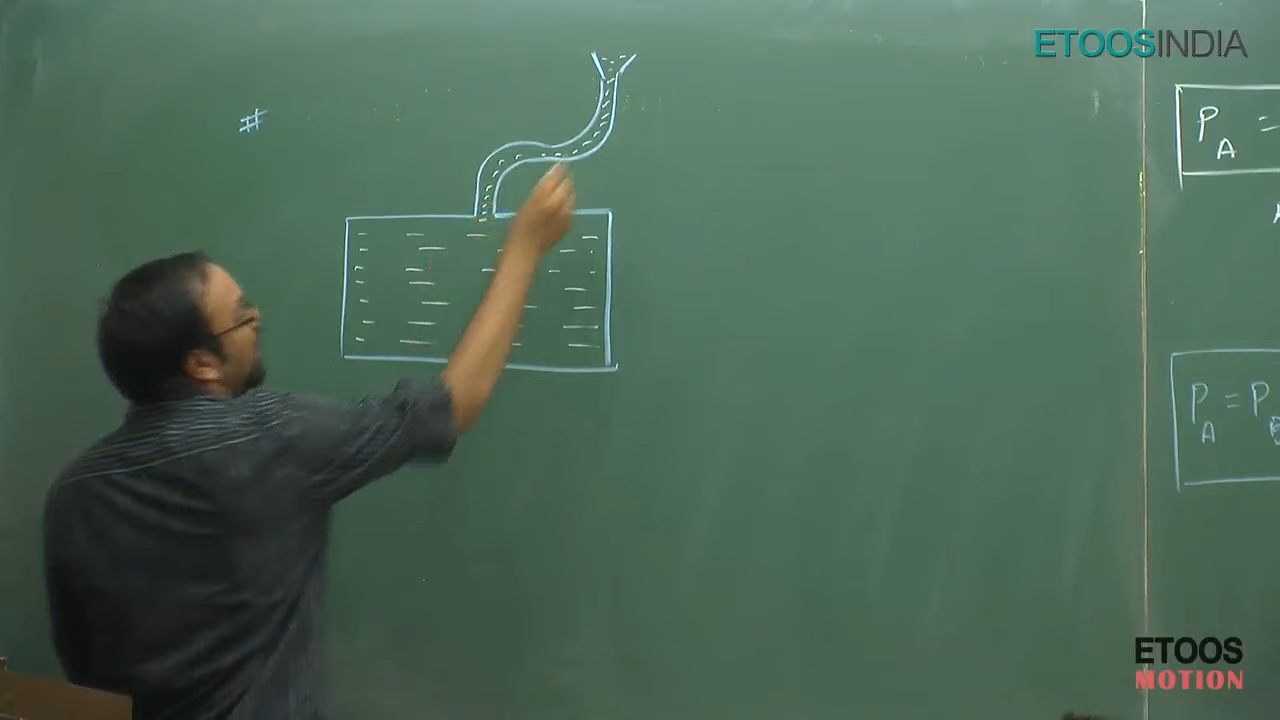 ETOOSINDIA
#
P_A =
P_A = P
ETOOS
MOTION